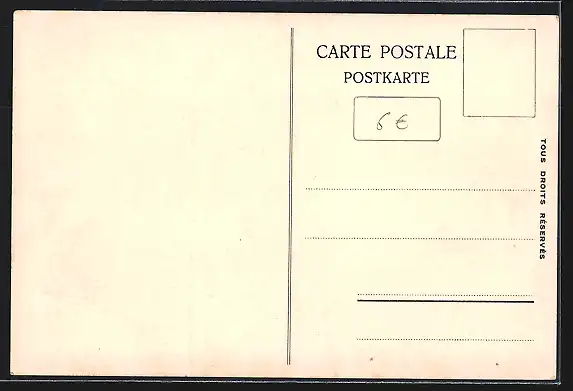 CARTE POSTALE
POSTKARTE
6 €
TOUS DROITS RÉSERVÉS